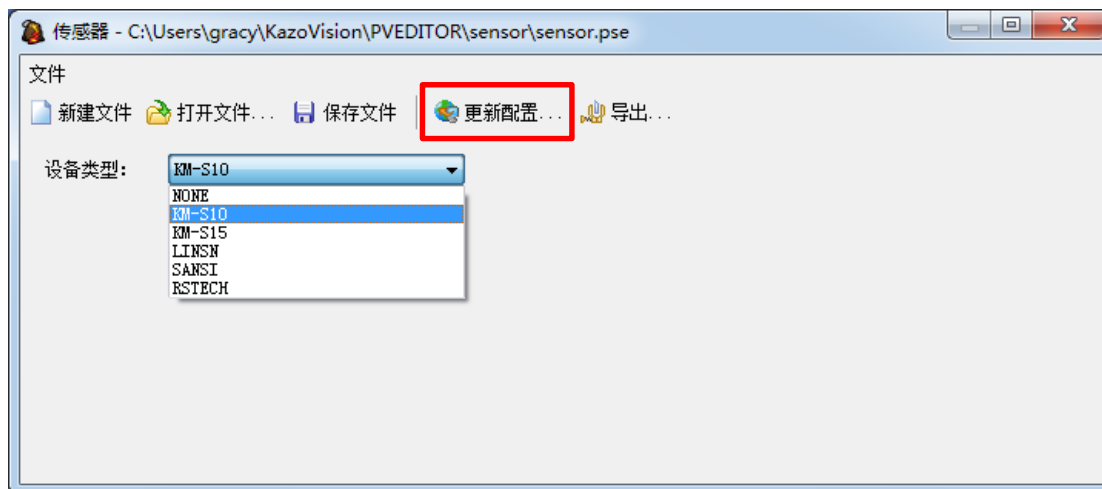 传感器 - C:\Users\gracy\KazoVision\PVEDITOR\sensor\sensor.pse
文件
新建文件 打开文件... 保存文件 更新配置... 导出...
设备类型: KM-S10
NONE
KM-S10
KM-S15
LINSN
SANSI
RSTECH